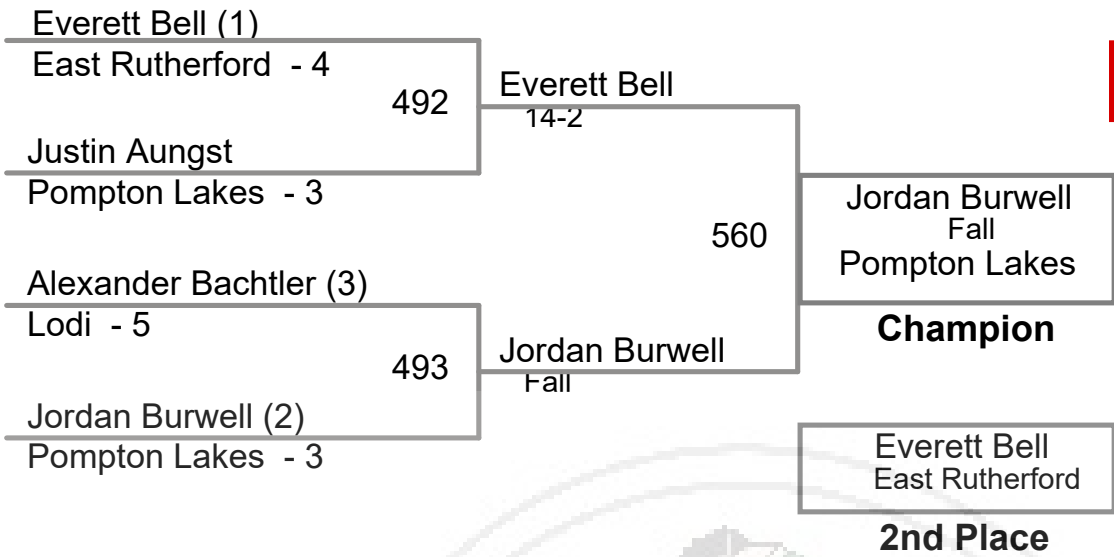 Everett Bell (1)
East Rutherford - 4
492
Everett Bell
14-2
Justin Aungst
Pompton Lakes - 3
560
Jordan Burwell
Fall
Pompton Lakes
Champion
Alexander Bachtler (3)
Lodi - 5
493
Jordan Burwell
Fall
Jordan Burwell (2)
Pompton Lakes - 3
Everett Bell
East Rutherford
2nd Place